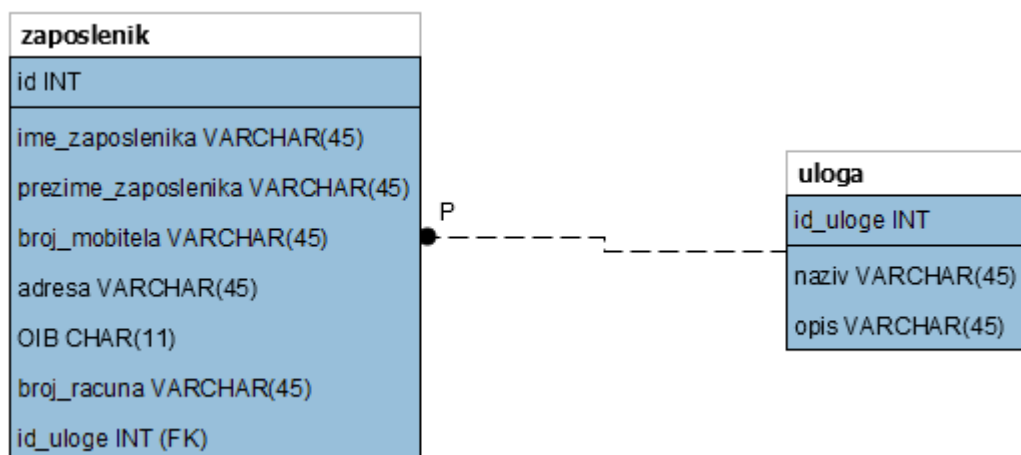 zaposlenik
id INT
ime_zaposlenika VARCHAR(45)
prezime_zaposlenika VARCHAR(45)
broj_mobitela VARCHAR(45)
adresa VARCHAR(45)
OIB CHAR(11)
broj_racuna VARCHAR(45)
id_uloge INT (FK)
P
uloga
id_uloge INT
naziv VARCHAR(45)
opis VARCHAR(45)